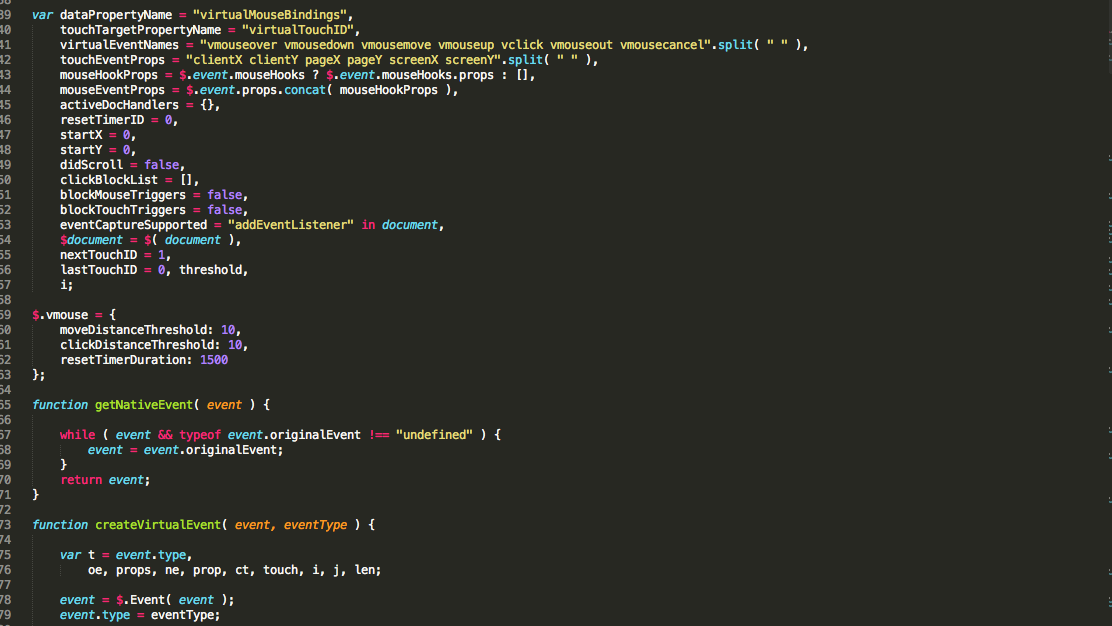 39 var dataPropertyName = "virtualMouseBindings",
40 touchTargetPropertyName = "virtualTouchID",
41 virtualEventNames = "vmouseover vmousedown vmousemove vmouseup vclick vmouseout vmousecancel".split( " " ),
42 touchEventProps = "clientX clientY pageX pageY screenX screenY".split( " " ),
43 mouseHookProps = $.event.mouseHooks ? $.event.mouseHooks.props : [],
44 mouseEventProps = $.event.props.concat( mouseHookProps ),
45 activeDocHandlers = {},
46 resetTimerID = 0,
47 startX = 0,
48 startY = 0,
49 didScroll = false,
50 clickBlockList = [],
51 blockMouseTriggers = false,
52 blockTouchTriggers = false,
53 eventCaptureSupported = "addEventListener" in document,
54 $document = $( document ),
55 nextTouchID = 1,
56 lastTouchID = 0, threshold,
57 i;
58
59 $.vmouse = {
60 moveDistanceThreshold: 10,
61 clickDistanceThreshold: 10,
62 resetTimerDuration: 1500
63 };
64
65 function getNativeEvent( event ) {
66
67 while ( event && typeof event.originalEvent !== "undefined" ) {
68 event = event.originalEvent;
69 }
70 return event;
71 }
72
73 function createVirtualEvent( event, eventType ) {
74
75 var t = event.type,
76 oe, props, ne, prop, ct, touch, i, j, len;
77
78 event = $.Event( event );
79 event.type = eventType;